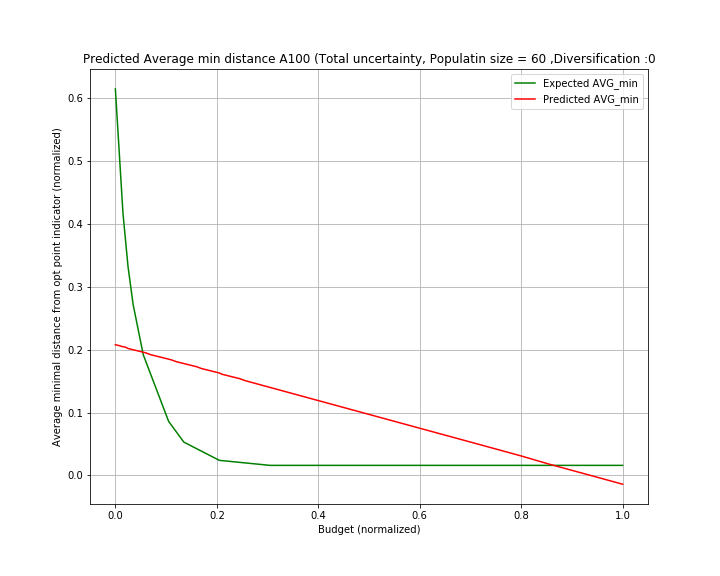 Predicted Average min distance A100 (Total uncertainty, Populatin size = 60 ,Diversification :0
Expected AVG_min
Predicted AVG_min
Average minimal distance from opt point indicator (normalized)
0.6
0.5
0.4
0.3
0.2
0.1
0.0
0.0 0.2 0.4 0.6 0.8 1.0
Budget (normalized)